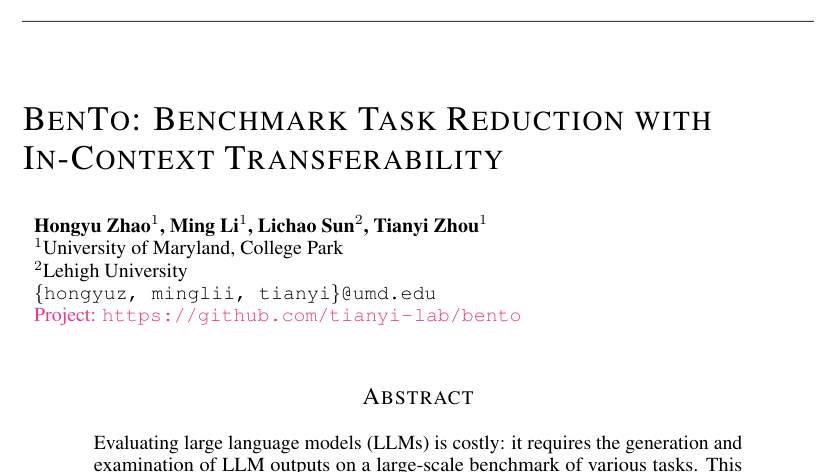 BENTO: BENCHMARK TASK REDUCTION WITH
IN-CONTEXT TRANSFERABILITY
Hongyu Zhao1, Ming Li1, Lichao Sun2, Tianyi Zhou1
1University of Maryland, College Park
2Lehigh University
{hongyuz, minglii, tianyi}@umd.edu
Project: https://github.com/tianyi-lab/bento
ABSTRACT
Evaluating large language models (LLMs) is costly: it requires the generation and
examination of LLM outputs on a large-scale benchmark of various tasks. This